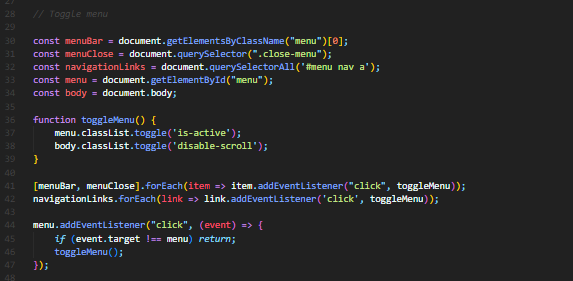 27
28 // Toggle menu
29
30 const menuBar = document.getElementsByClassName("menu")[0];
31 const menuClose = document.querySelector(".close-menu");
32 const navigationLinks = document.querySelectorAll('#menu nav a');
33 const menu = document.getElementById("menu");
34 const body = document.body;
35
36 function toggleMenu() {
37     menu.classList.toggle('is-active');
38     body.classList.toggle('disable-scroll');
39 }
40
41 [menuBar, menuClose].forEach(item => item.addEventListener("click", toggleMenu));
42 navigationLinks.forEach(link => link.addEventListener('click', toggleMenu));
43
44 menu.addEventListener("click", (event) => {
45     if (event.target !== menu) return;
46     toggleMenu();
47 });
48